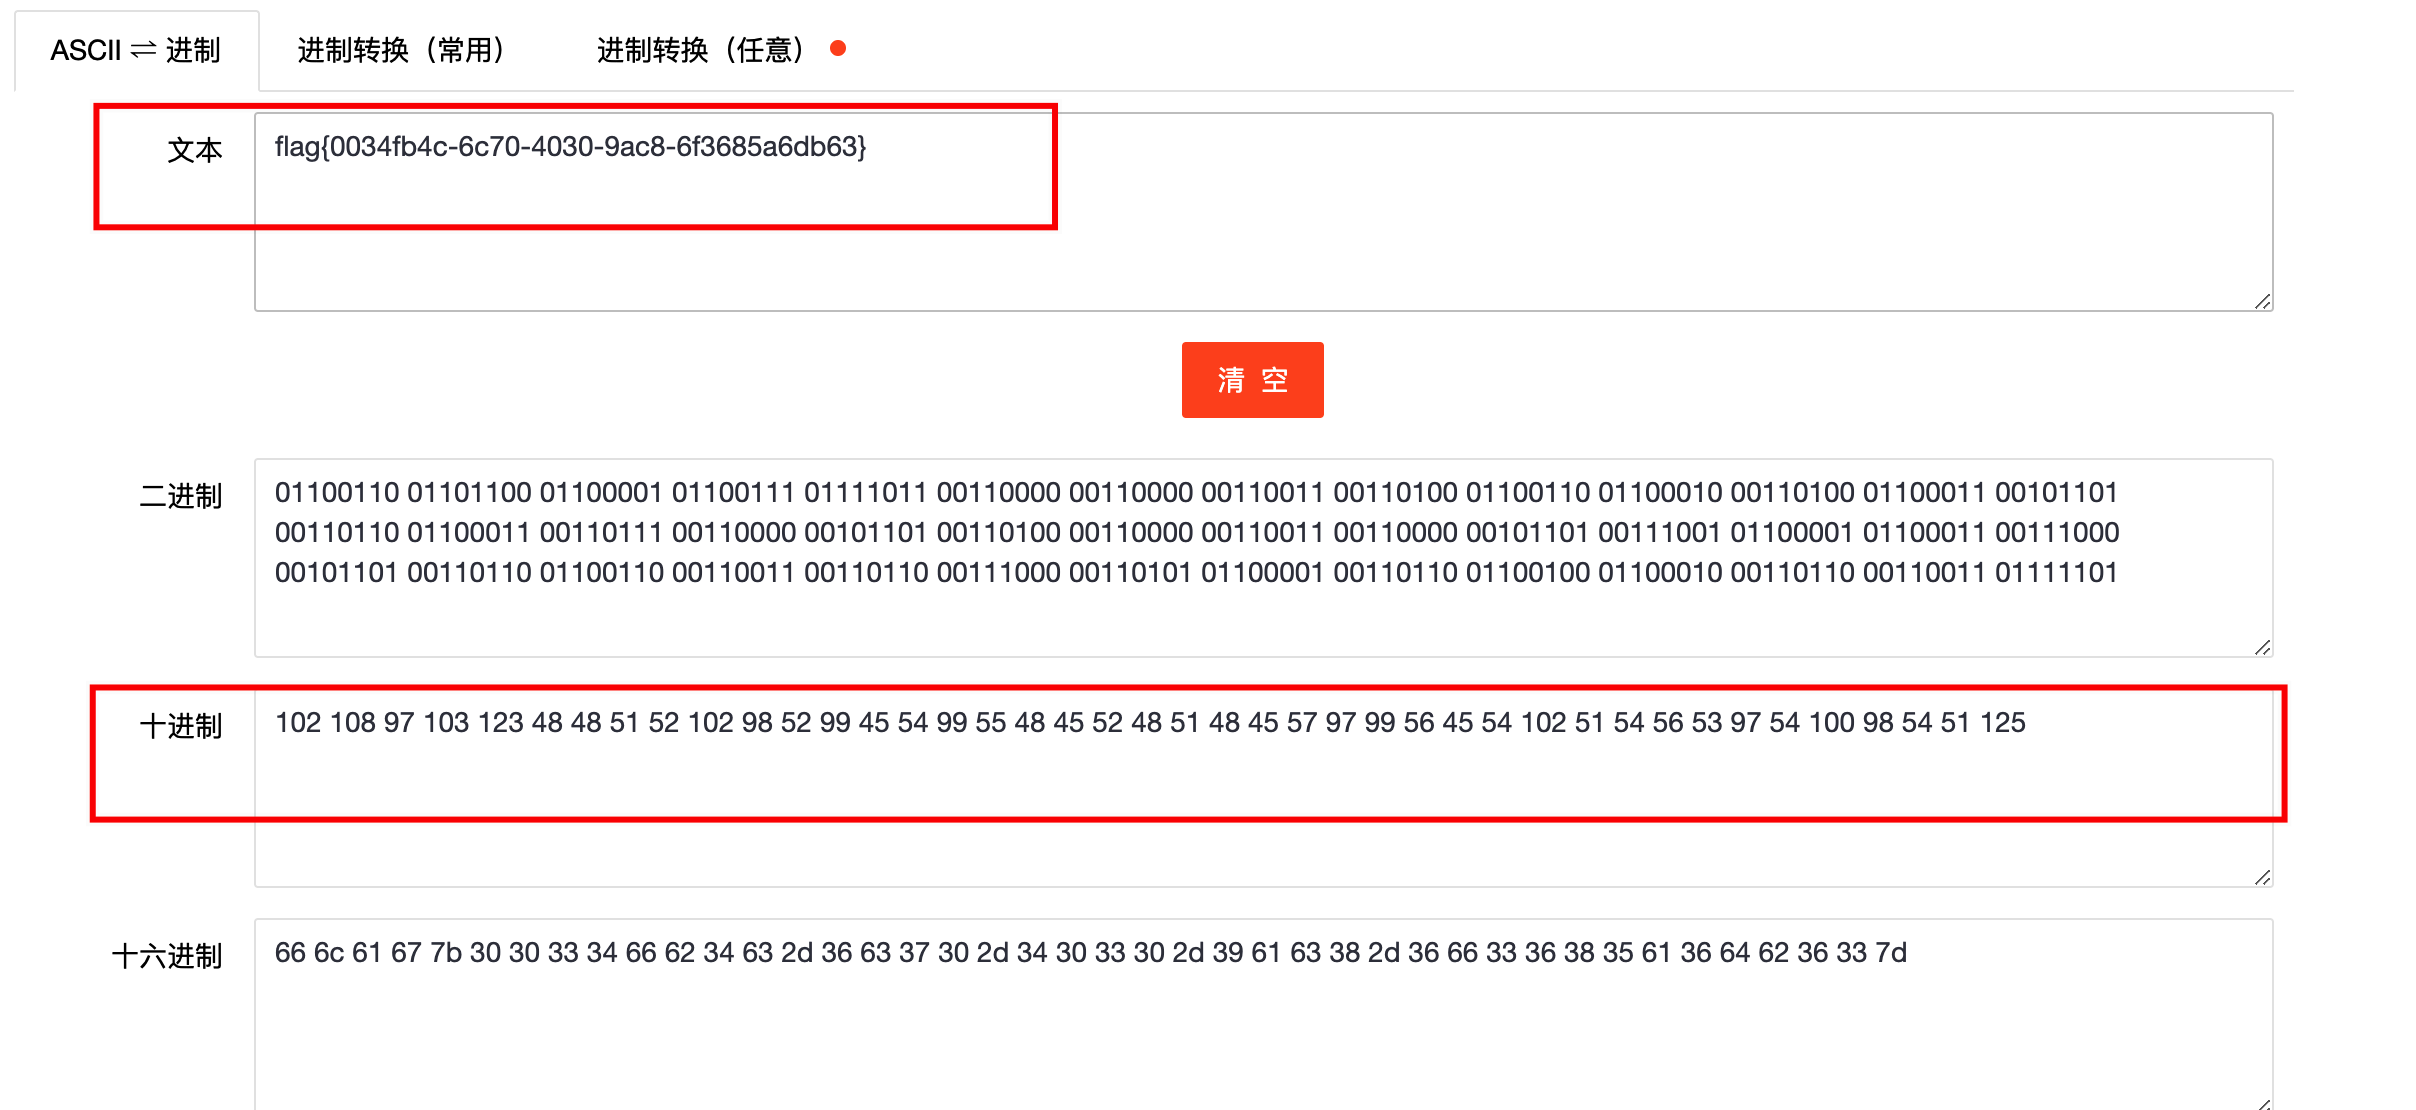 ASCII ⇌ 进制 进制转换（常用） 进制转换（任意）
文本 flag{0034fb4c-6c70-4030-9ac8-6f3685a6db63}
清 空
二进制 01100110 01101100 01100001 01100111 01111011 00110000 00110000 00110011 00110100 01100110 01100010 00110100 01100011 00101101
00110110 01100011 00110111 00110000 00101101 00110100 00110000 00110011 00110000 00101101 00111001 01100001 01100011 00111000
00101101 00110110 01100110 00110011 00110110 00111000 00110101 01100001 00110110 01100100 01100010 00110110 00110011 01111101
十进制 102 108 97 103 123 48 48 51 52 102 98 52 99 45 54 99 55 48 45 52 48 51 48 45 57 97 99 56 45 54 102 51 54 56 53 97 54 100 98 54 51 125
十六进制 66 6c 61 67 7b 30 30 33 34 66 62 34 63 2d 36 63 37 30 2d 34 30 33 30 2d 39 61 63 38 2d 36 66 33 36 38 35 61 36 64 62 36 33 7d